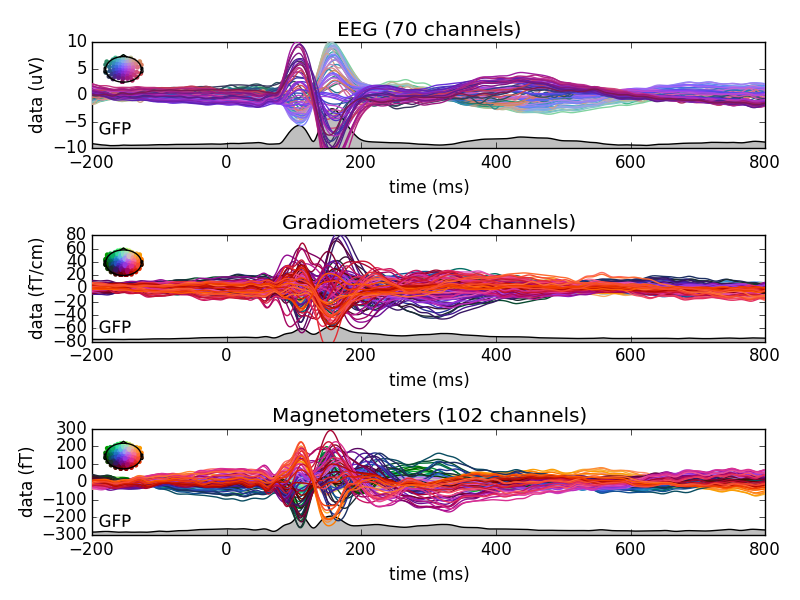 EEG (70 channels)
data (uV)
10
5
0
−5
−10
GFP
−200 0 200 400 600 800
time (ms)
Gradiometers (204 channels)
data (fT/cm)
80
60
40
20
0
−20
−40
−60
−80
GFP
−200 0 200 400 600 800
time (ms)
Magnetometers (102 channels)
data (fT)
300
200
100
0
−100
−200
−300
GFP
−200 0 200 400 600 800
time (ms)